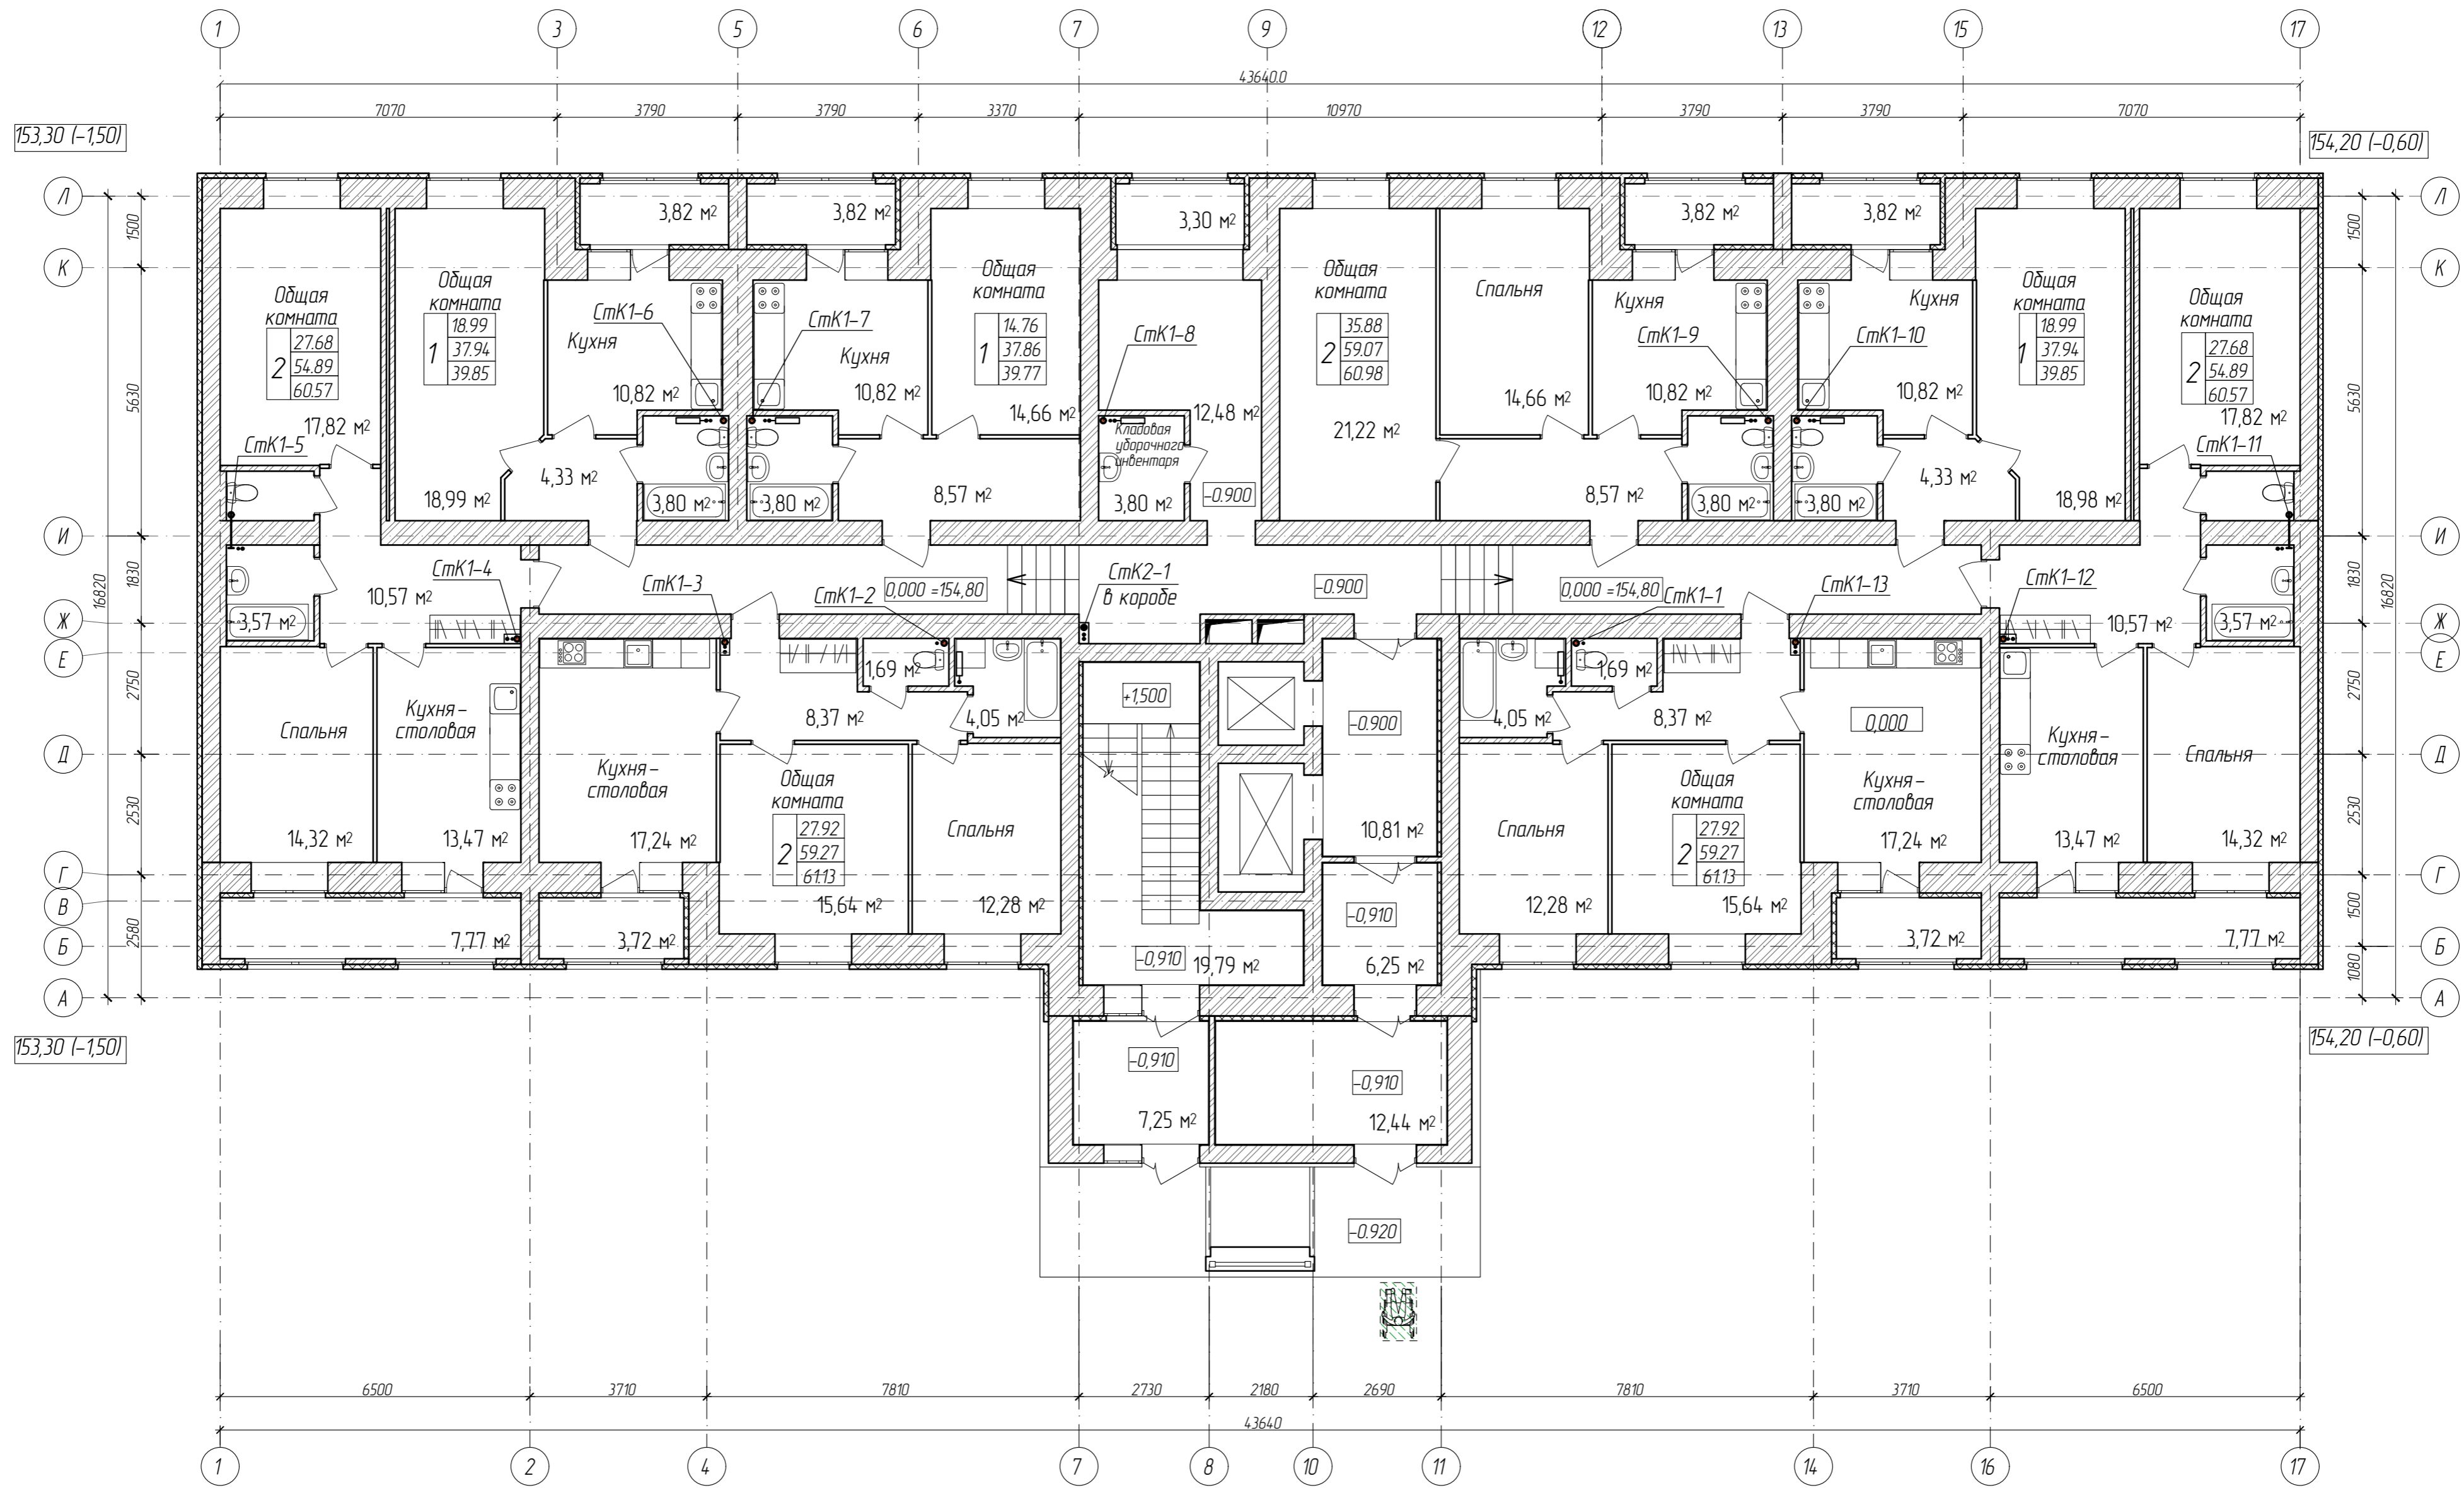 1 3 5 6 7 9 12 13 15 17
43640.0
7070 3790 3790 3370 10970 3790 3790 7070
153,30 (-1,50)
154,20 (-0,60)
Л
К
И
Ж
Е
Д
Г
В
Б
А
1500
5630
1830
2750
2530
2580
16820
Общая
комната
2
27.68
54.89
60.57
17,82 м2
СтК1-5
Общая
комната
1
18.99
37.94
39.85
18,99 м2
3,82 м2
СтК1-6
Кухня
10,82 м2
4,33 м2
3,80 м2
3,82 м2
СтК1-7
Кухня
10,82 м2
3,80 м2
Общая
комната
1
14.76
37.86
39.77
14,66 м2
8,57 м2
3,30 м2
СтК1-8
12,48 м2
Кладовая
уборочного
инвентаря
3,80 м2
-0.900
Общая
комната
2
35.88
59.07
60.98
21,22 м2
Спальня
14,66 м2
3,82 м2
Кухня
СтК1-9
10,82 м2
8,57 м2
3,80 м2
3,82 м2
Кухня
СтК1-10
10,82 м2
3,80 м2
4,33 м2
Общая
комната
1
18.99
37.94
39.85
18,98 м2
Общая
комната
2
27.68
54.89
60.57
17,82 м2
СтК1-11
Л
К
И
Ж
Е
Д
Г
Б
А
1500
5630
1830
2750
2530
1500
1080
16820
3,57 м2
10,57 м2
СтК1-4
СтК1-3
СтК1-2
0,000 =154,80
СтК2-1
в коробе
-0.900
0,000 =154,80
СтК1-1
СтК1-13
СтК1-12
10,57 м2
3,57 м2
Спальня
14,32 м2
Кухня-
столовая
13,47 м2
Кухня-
столовая
17,24 м2
1,69 м2
8,37 м2
4,05 м2
Общая
комната
2
27.92
59.27
61.13
15,64 м2
Спальня
12,28 м2
+1,500
-0.900
10,81 м2
4,05 м2
1,69 м2
8,37 м2
Спальня
12,28 м2
Общая
комната
2
27.92
59.27
61.13
15,64 м2
0,000
Кухня-
столовая
17,24 м2
Кухня-
столовая
13,47 м2
Спальня
14,32 м2
7,77 м2
3,72 м2
-0,910
19,79 м2
-0,910
6,25 м2
3,72 м2
7,77 м2
153,30 (-1,50)
154,20 (-0,60)
-0,910
7,25 м2
-0,910
12,44 м2
-0.920
6500 3710 7810 2730 2180 2690 7810 3710 6500
43640
1 2 4 7 8 10 11 14 16 17